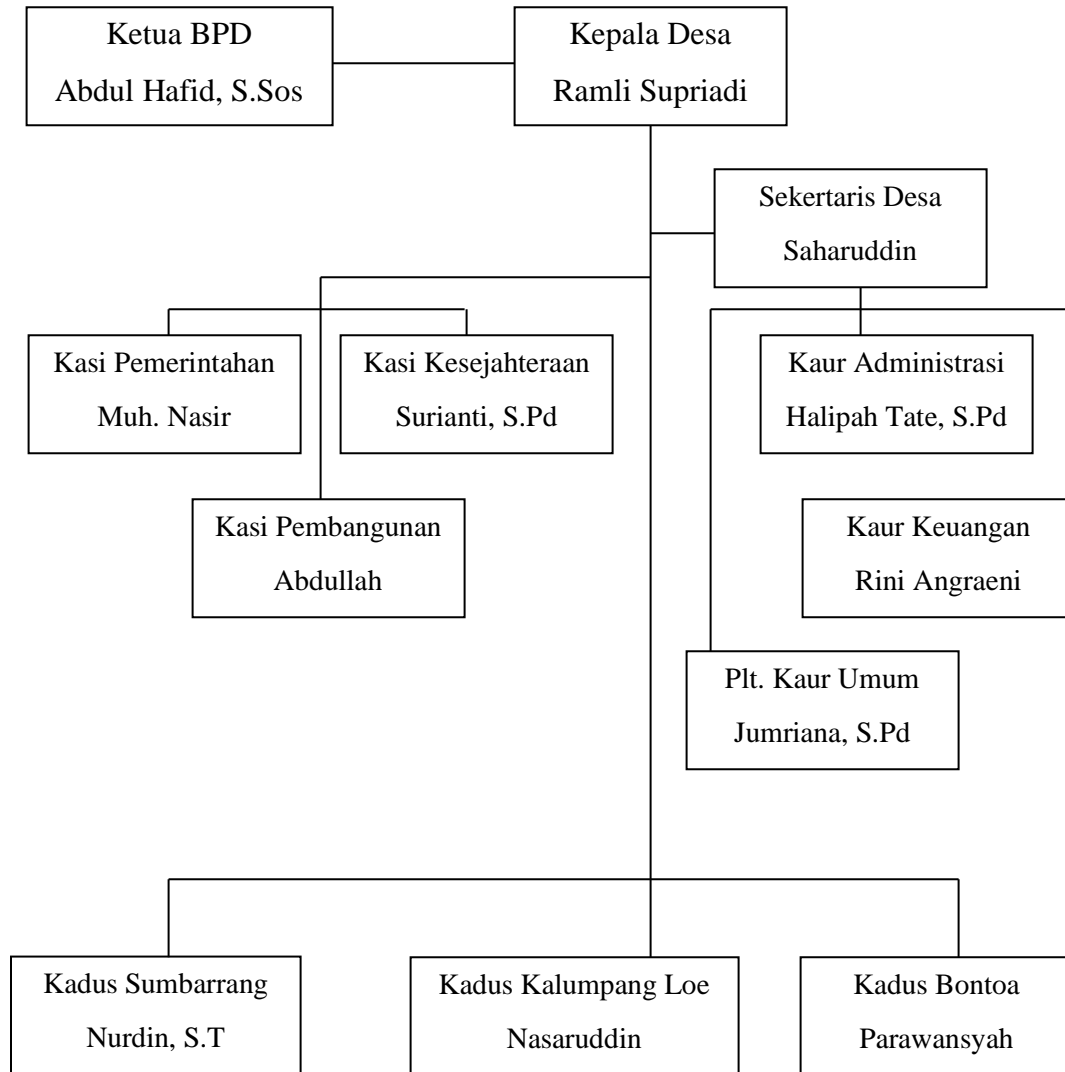 Ketua BPD
Abdul Hafid, S.Sos
Kepala Desa
Ramli Supriadi
Sekertaris Desa
Saharuddin
Kasi Pemerintahan
Muh. Nasir
Kasi Kesejahteraan
Surianti, S.Pd
Kaur Administrasi
Halipah Tate, S.Pd
Kasi Pembangunan
Abdullah
Kaur Keuangan
Rini Angraeni
Plt. Kaur Umum
Jumriana, S.Pd
Kadus Sumbarrang
Nurdin, S.T
Kadus Kalumpang Loe
Nasaruddin
Kadus Bontoa
Parawansyah